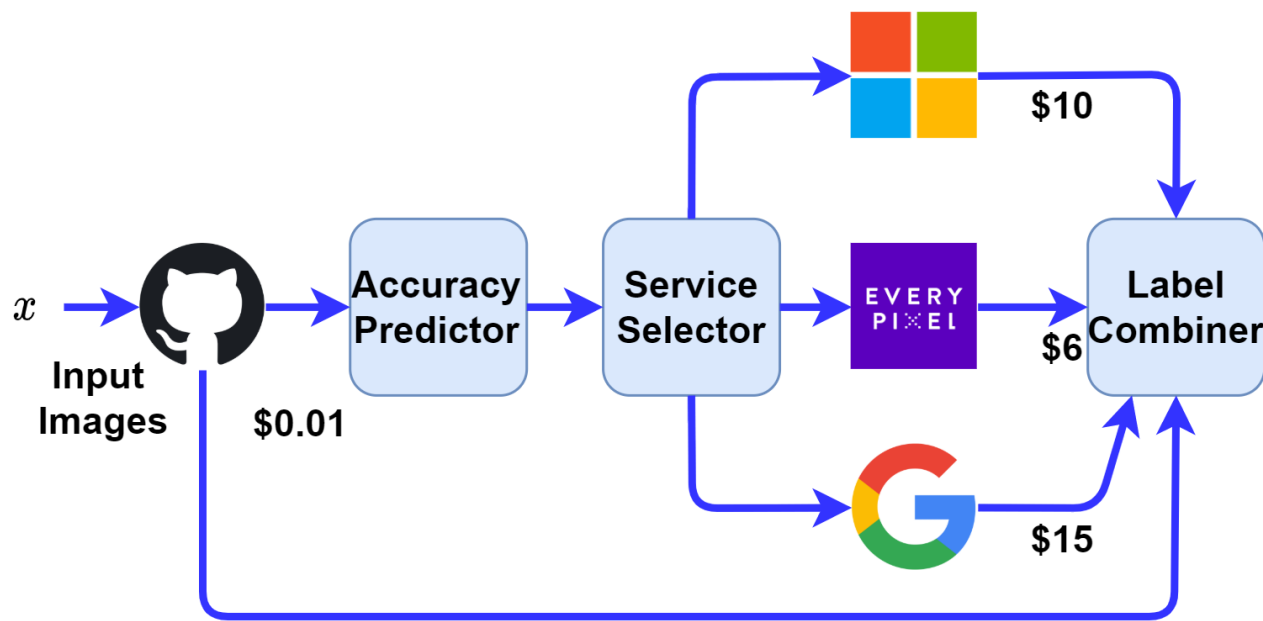 x
Input
Images
$0.01
Accuracy
Predictor
Service
Selector
$10
EVERY
PIXEL
$6
$15
Label
Combiner